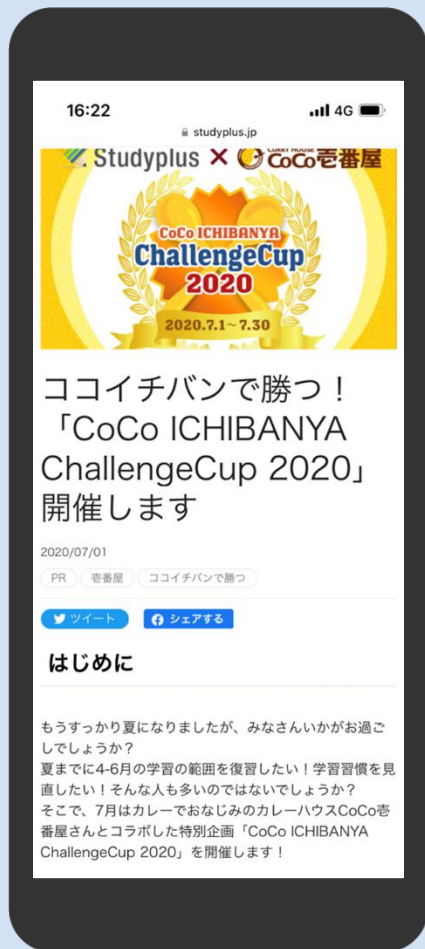 16:22
4G
studyplus.jp
Studyplus × CURRY HOUSE CoCo壱番屋
CoCo ICHIBANYA
ChallengeCup
2020
2020.7.1~7.30
ココイチバンで勝つ！
「CoCo ICHIBANYA
ChallengeCup 2020」
開催します
2020/07/01
PR 壱番屋 ココイチバンで勝つ
ツイート シェアする
はじめに
もうすっかり夏になりましたが、みなさんいかがお過ご
しでしょうか？
夏までに4-6月の学習の範囲を復習したい！学習習慣を見
直したい！そんな人も多いのではないでしょうか？
そこで、7月はカレーでおなじみのカレーハウスCoCo壱
番屋さんとコラボした特別企画「CoCo ICHIBANYA
ChallengeCup 2020」を開催します！